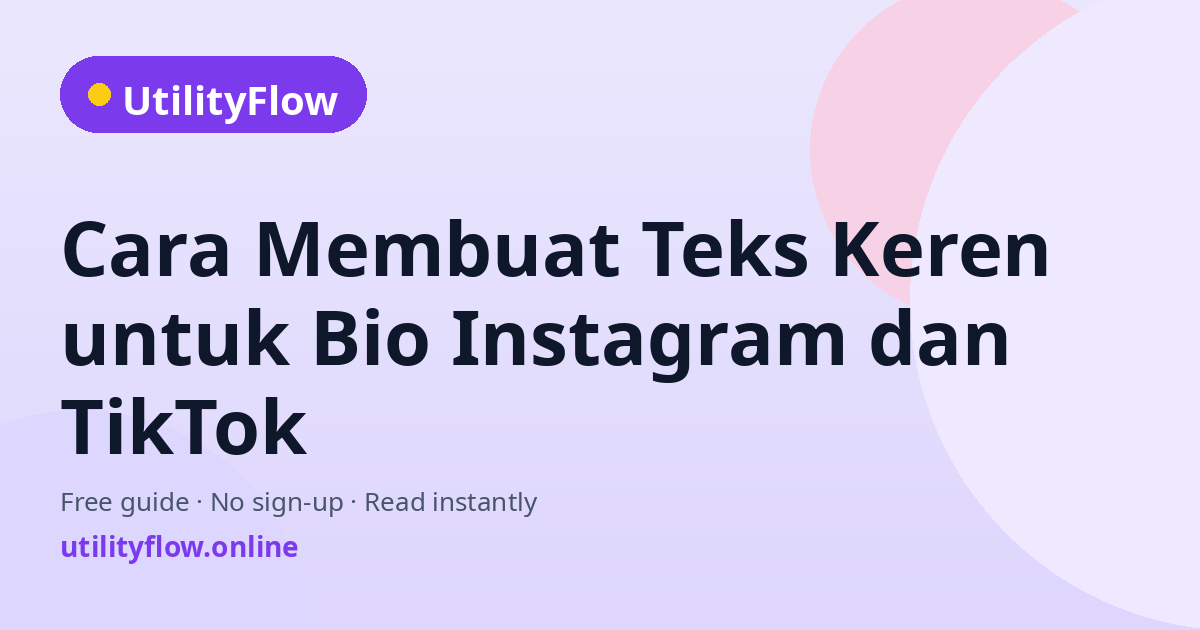 UtilityFlow
Cara Membuat Teks Keren
untuk Bio Instagram dan
TikTok
Free guide · No sign-up · Read instantly
utilityflow.online